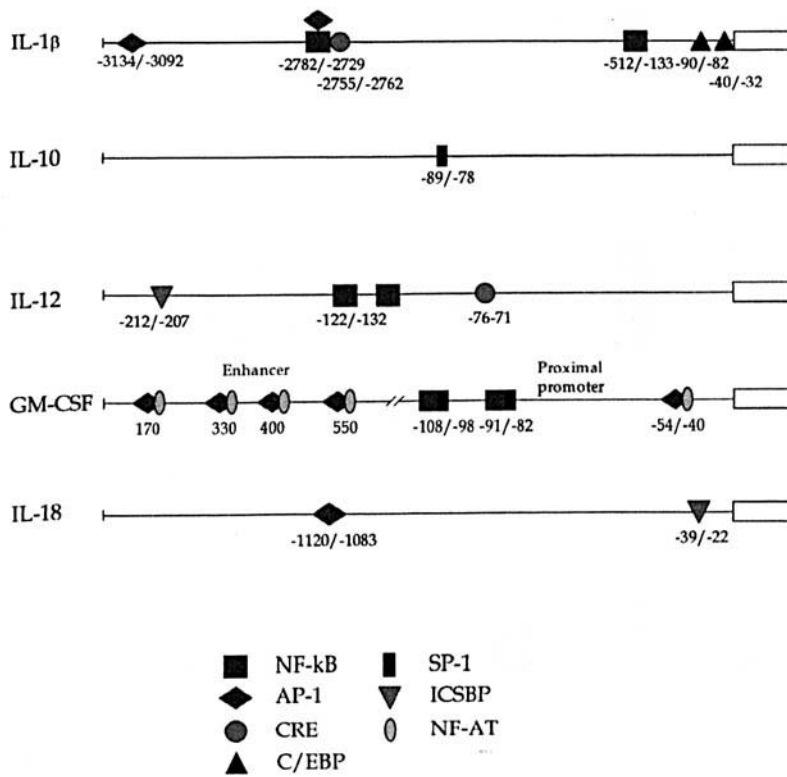 IL-1β
-3134/-3092
-2782/-2729
-2755/-2762
-512/-133
-90/-82
-40/-32
IL-10
-89/-78
IL-12
-212/-207
-122/-132
-76-71
Enhancer
Proximal
promoter
GM-CSF
170
330
400
550
-108/-98
-91/-82
-54/-40
IL-18
-1120/-1083
-39/-22
NF-kB
SP-1
AP-1
ICSBP
CRE
NF-AT
C/EBP